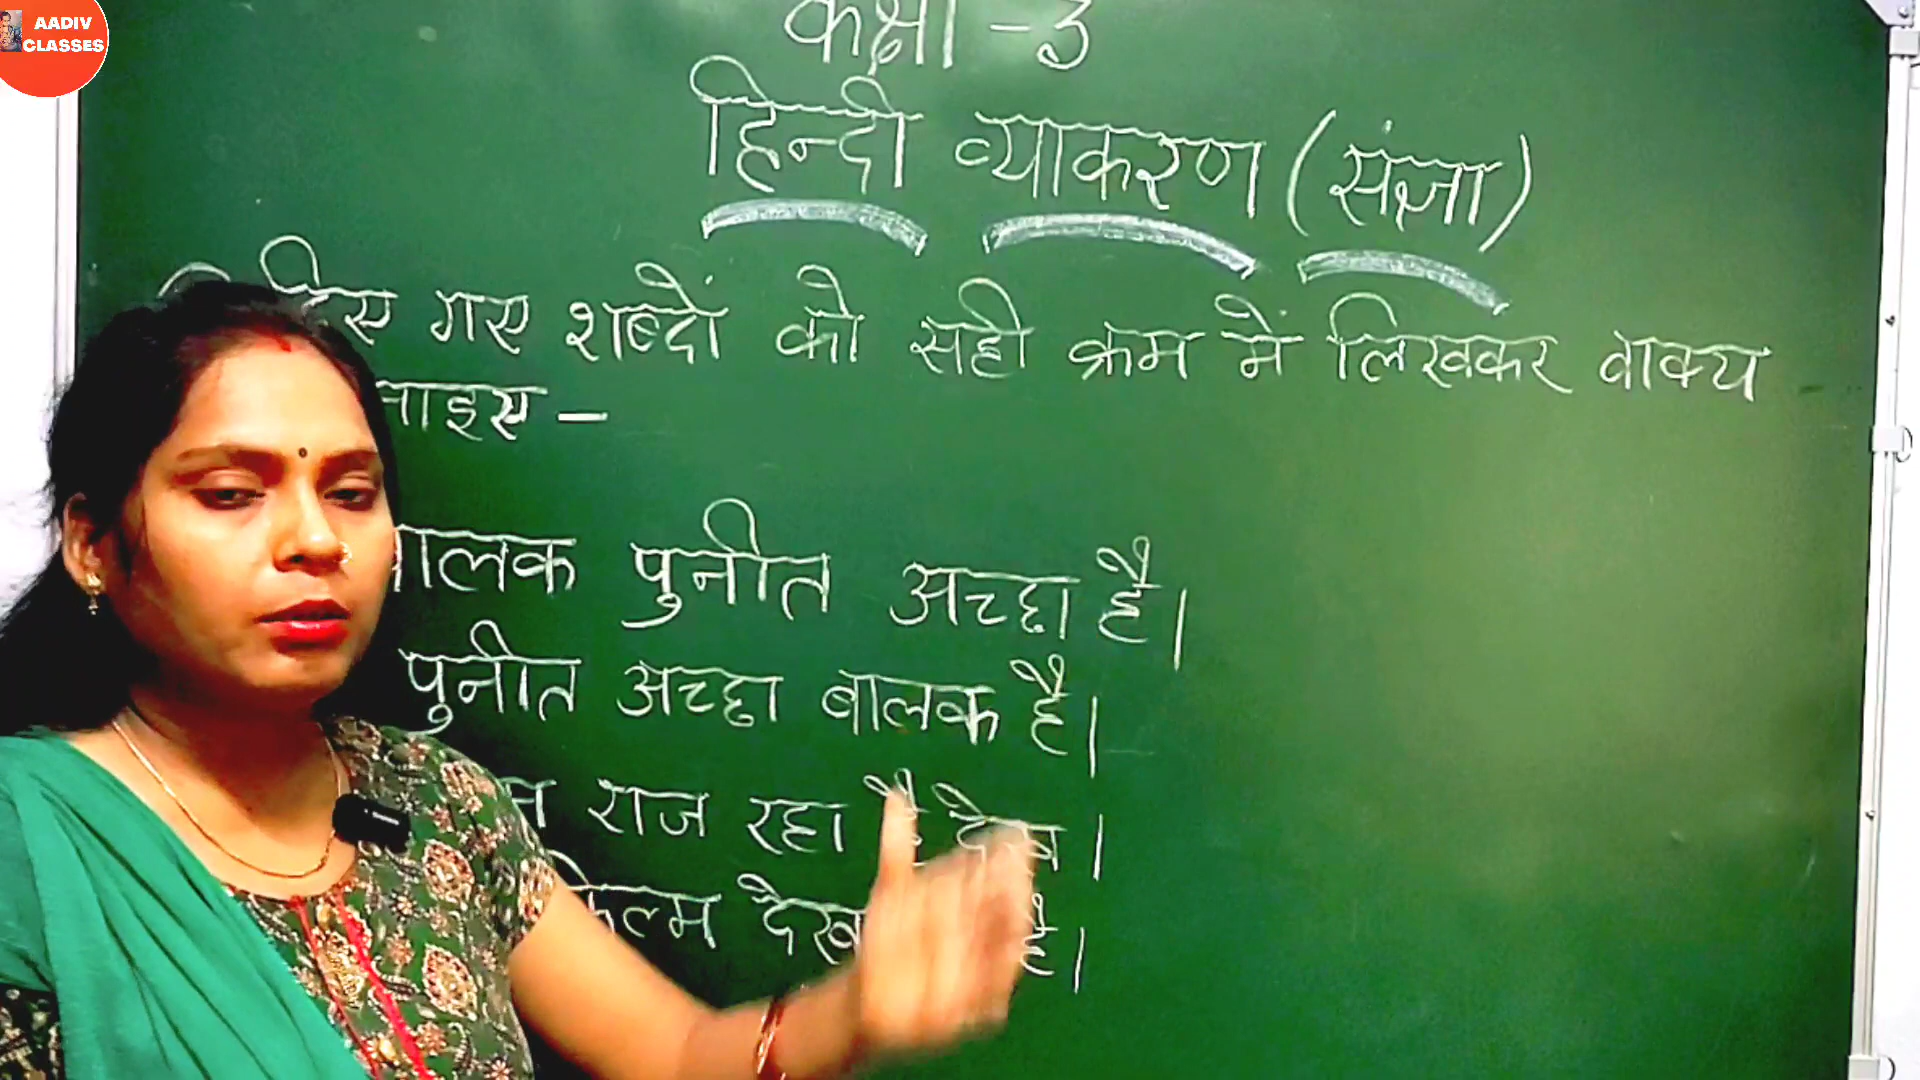 AADIV
CLASSES
कक्षा -3
हिन्दी व्याकरण (संज्ञा)
दिए गए शब्दों को सही क्रम में लिखकर वाक्य
नाइए –
बालक पुनीत अच्छा है।
पुनीत अच्छा बालक है।
राज रहा है देख।
फिल्म देख है।